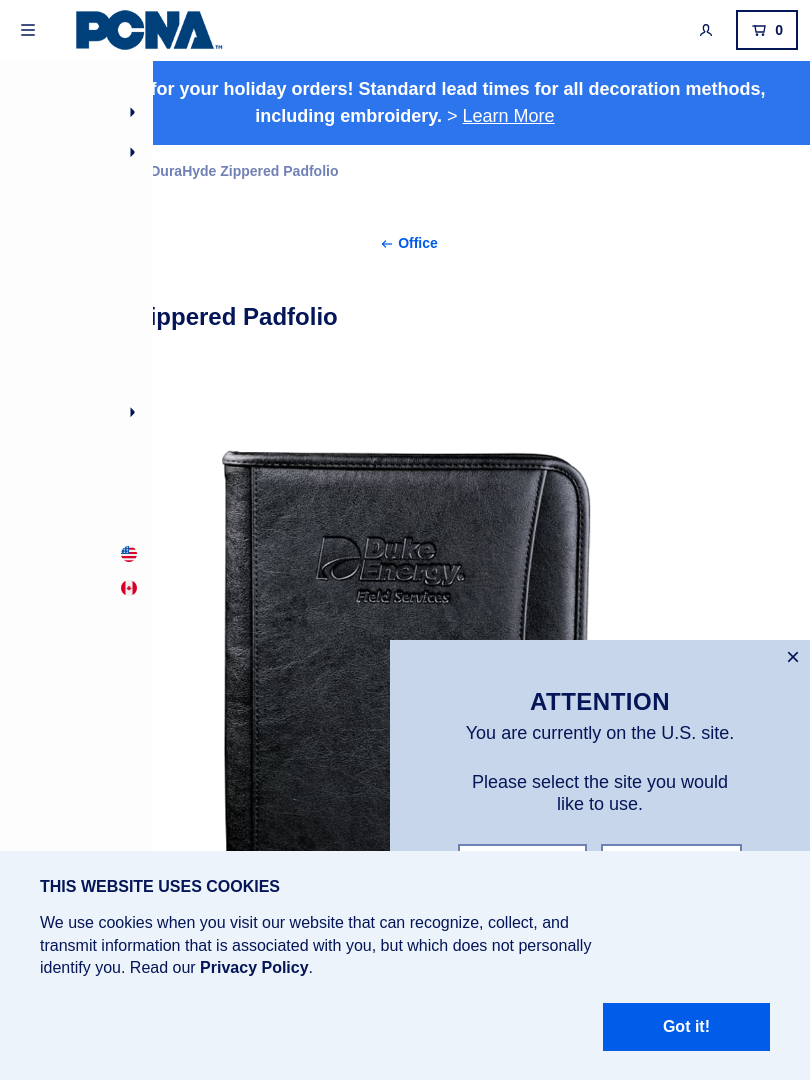 PCNA
TM
0
for your holiday orders! Standard lead times for all decoration methods,
including embroidery. > Learn More
DuraHyde Zippered Padfolio
← Office
ippered Padfolio
Duke
Energy®
Field Services
ATTENTION
You are currently on the U.S. site.
Please select the site you would
like to use.
THIS WEBSITE USES COOKIES
We use cookies when you visit our website that can recognize, collect, and
transmit information that is associated with you, but which does not personally
identify you. Read our Privacy Policy.
Got it!